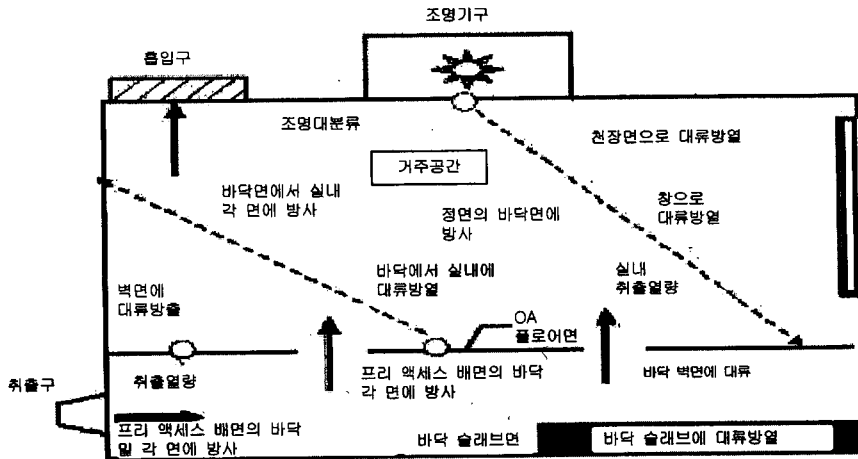 조명기구
흡입구
조명대분류
천장면으로 대류방열
거주공간
바닥면에서 실내
각 면에 방사
정면의 바닥면에
방사
창으로
대류방열
바닥에서 실내에
대류방열
실내
취출열량
벽면에
대류방출
OA
플로어면
취출구
취출열량
프리 액세스 배면의 바닥
각 면에 방사
바닥 벽면에 대류
프리 액세스 배면의 바닥
및 각 면에 방사
바닥 슬래브면
바닥 슬래브에 대류방열